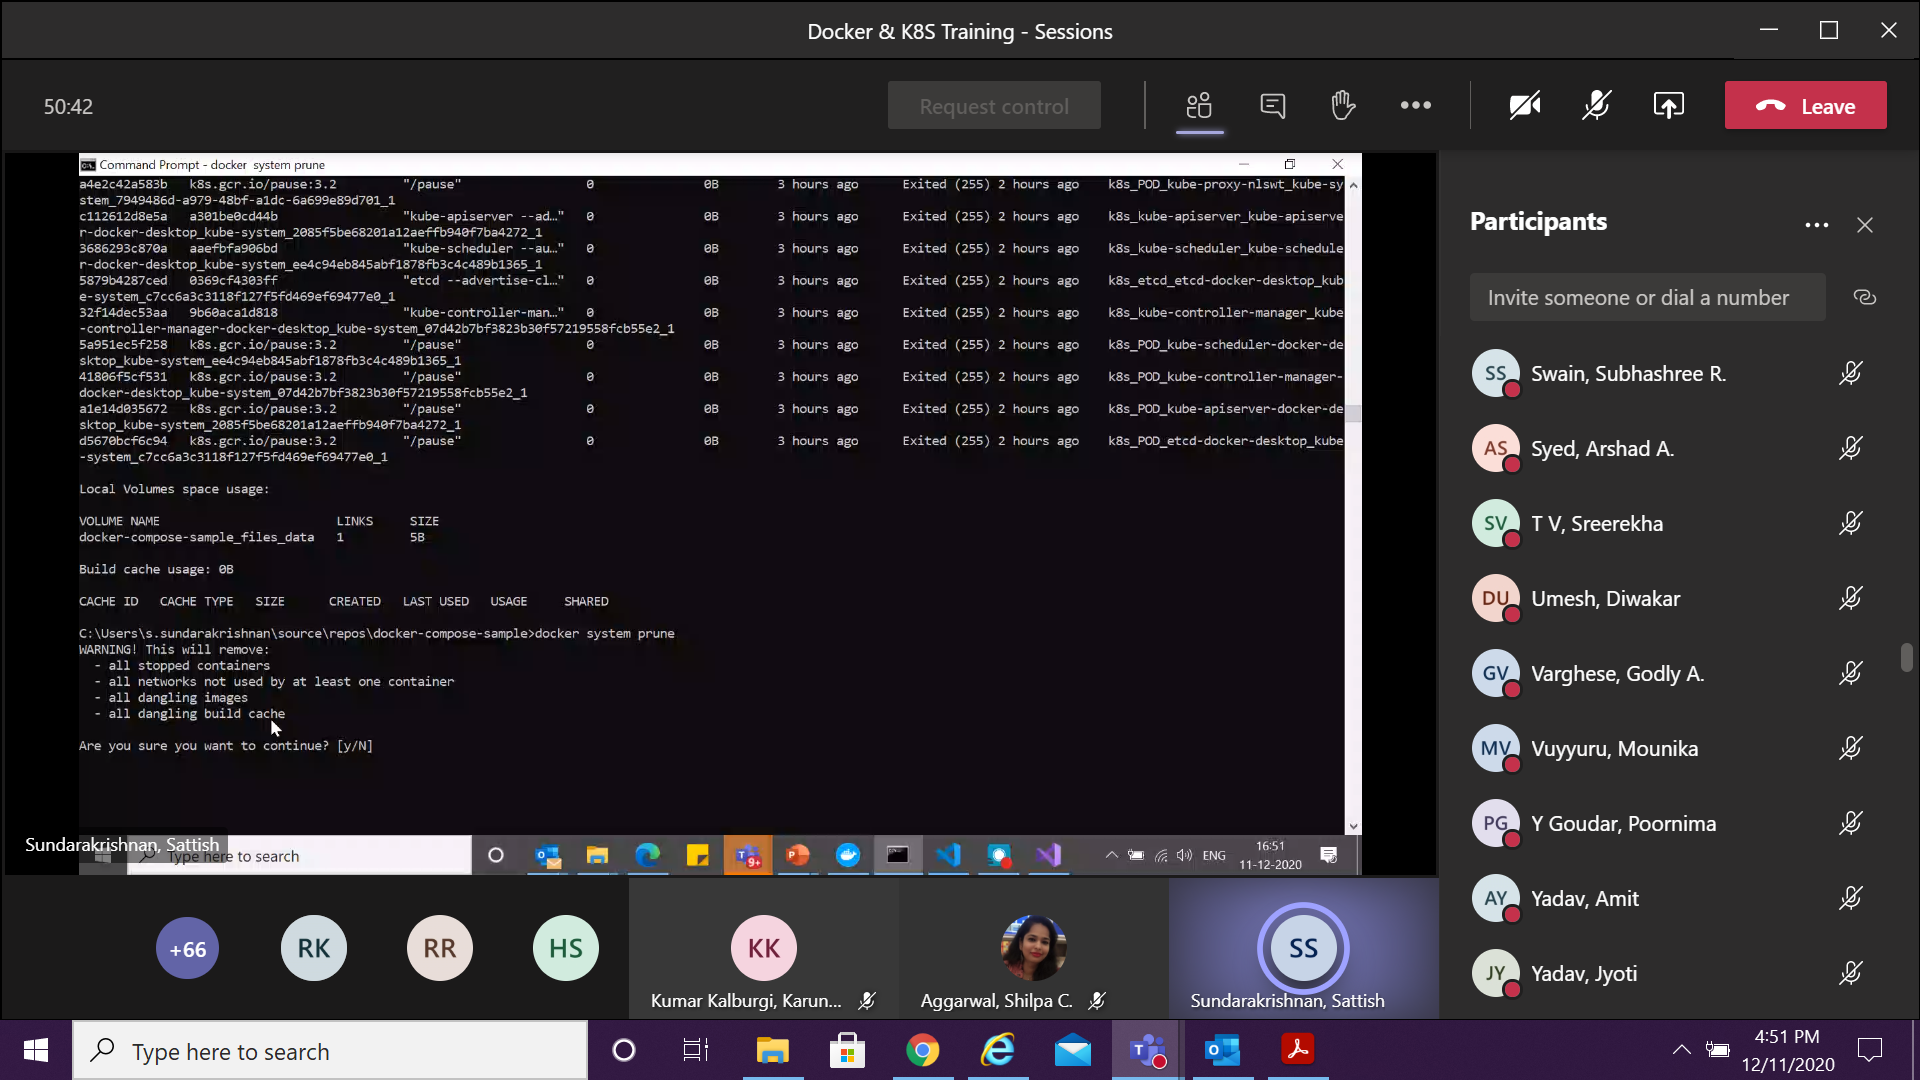 Docker & K8S Training - Sessions
50:42
Request control
Leave
Command Prompt - docker  system prune
a4e2c42a583b   k8s.gcr.io/pause:3.2         "/pause"                 0               0B        3 hours ago      Exited (255) 2 hours ago    k8s_POD_kube-proxy-nlswt_kube-sy
stem_7949486d-a979-48bf-a1dc-6a699e89d701_1
c112612d8e5a   a301be0cd44b                 "kube-apiserver --ad…"   0               0B        3 hours ago      Exited (255) 2 hours ago    k8s_kube-apiserver_kube-apiserve
r-docker-desktop_kube-system_2085f5be68201a12aeffb940f7ba4272_1
3686293c870a   aaefbfa906bd                 "kube-scheduler --au…"   0               0B        3 hours ago      Exited (255) 2 hours ago    k8s_kube-scheduler_kube-schedule
r-docker-desktop_kube-system_ee4c94eb845abf1878fb3c4c489b1365_1
5879b4287ced   0369cf4303ff                 "etcd --advertise-cl…"   0               0B        3 hours ago      Exited (255) 2 hours ago    k8s_etcd_etcd-docker-desktop_kub
e-system_c7cc6a3c3118f127f5fd469ef69477e0_1
32f14dec53aa   9b60aca1d818                 "kube-controller-man…"   0               0B        3 hours ago      Exited (255) 2 hours ago    k8s_kube-controller-manager_kube
-controller-manager-docker-desktop_kube-system_07d42b7bf3823b30f57219558fcb55e2_1
5a951ec5f258   k8s.gcr.io/pause:3.2         "/pause"                 0               0B        3 hours ago      Exited (255) 2 hours ago    k8s_POD_kube-scheduler-docker-de
sktop_kube-system_ee4c94eb845abf1878fb3c4c489b1365_1
41806f5cf531   k8s.gcr.io/pause:3.2         "/pause"                 0               0B        3 hours ago      Exited (255) 2 hours ago    k8s_POD_kube-controller-manager-
docker-desktop_kube-system_07d42b7bf3823b30f57219558fcb55e2_1
a1e14d035672   k8s.gcr.io/pause:3.2         "/pause"                 0               0B        3 hours ago      Exited (255) 2 hours ago    k8s_POD_kube-apiserver-docker-de
sktop_kube-system_2085f5be68201a12aeffb940f7ba4272_1
d5670bcf6c94   k8s.gcr.io/pause:3.2         "/pause"                 0               0B        3 hours ago      Exited (255) 2 hours ago    k8s_POD_etcd-docker-desktop_kube
-system_c7cc6a3c3118f127f5fd469ef69477e0_1
Local Volumes space usage:
VOLUME NAME                        LINKS     SIZE
docker-compose-sample_files_data   1         5B
Build cache usage: 0B
CACHE ID   CACHE TYPE   SIZE      CREATED   LAST USED   USAGE     SHARED
C:\Users\s.sundarakrishnan\source\repos\docker-compose-sample>docker system prune
WARNING! This will remove:
  - all stopped containers
  - all networks not used by at least one container
  - all dangling images
  - all dangling build cache
Are you sure you want to continue? [y/N]
Sundarakrishnan, Sattish
Type here to search
9+
ENG
16:51
11-12-2020
Participants
Invite someone or dial a number
SS Swain, Subhashree R.
AS Syed, Arshad A.
SV T V, Sreerekha
DU Umesh, Diwakar
GV Varghese, Godly A.
MV Vuyyuru, Mounika
PG Y Goudar, Poornima
AY Yadav, Amit
JY Yadav, Jyoti
+66
RK
RR
HS
KK
SS
Kumar Kalburgi, Karun...
Aggarwal, Shilpa C.
Sundarakrishnan, Sattish
Type here to search
4:51 PM
12/11/2020